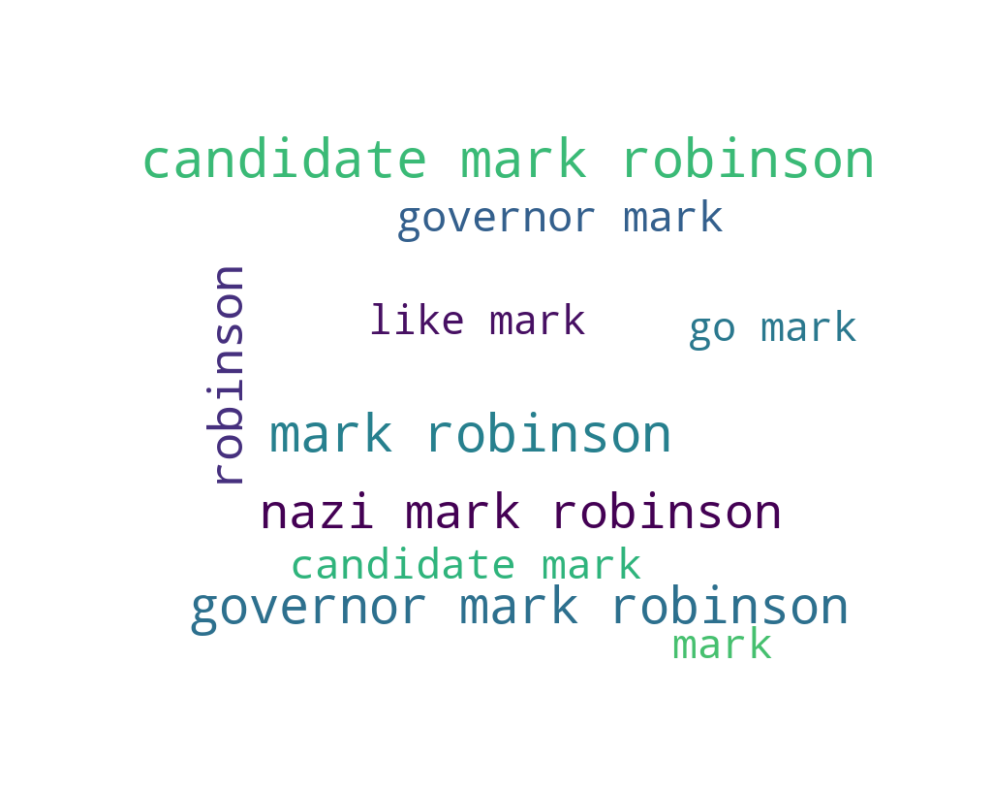 candidate mark robinson
governor mark
robinson
like mark
go mark
mark robinson
nazi mark robinson
candidate mark
governor mark robinson
mark